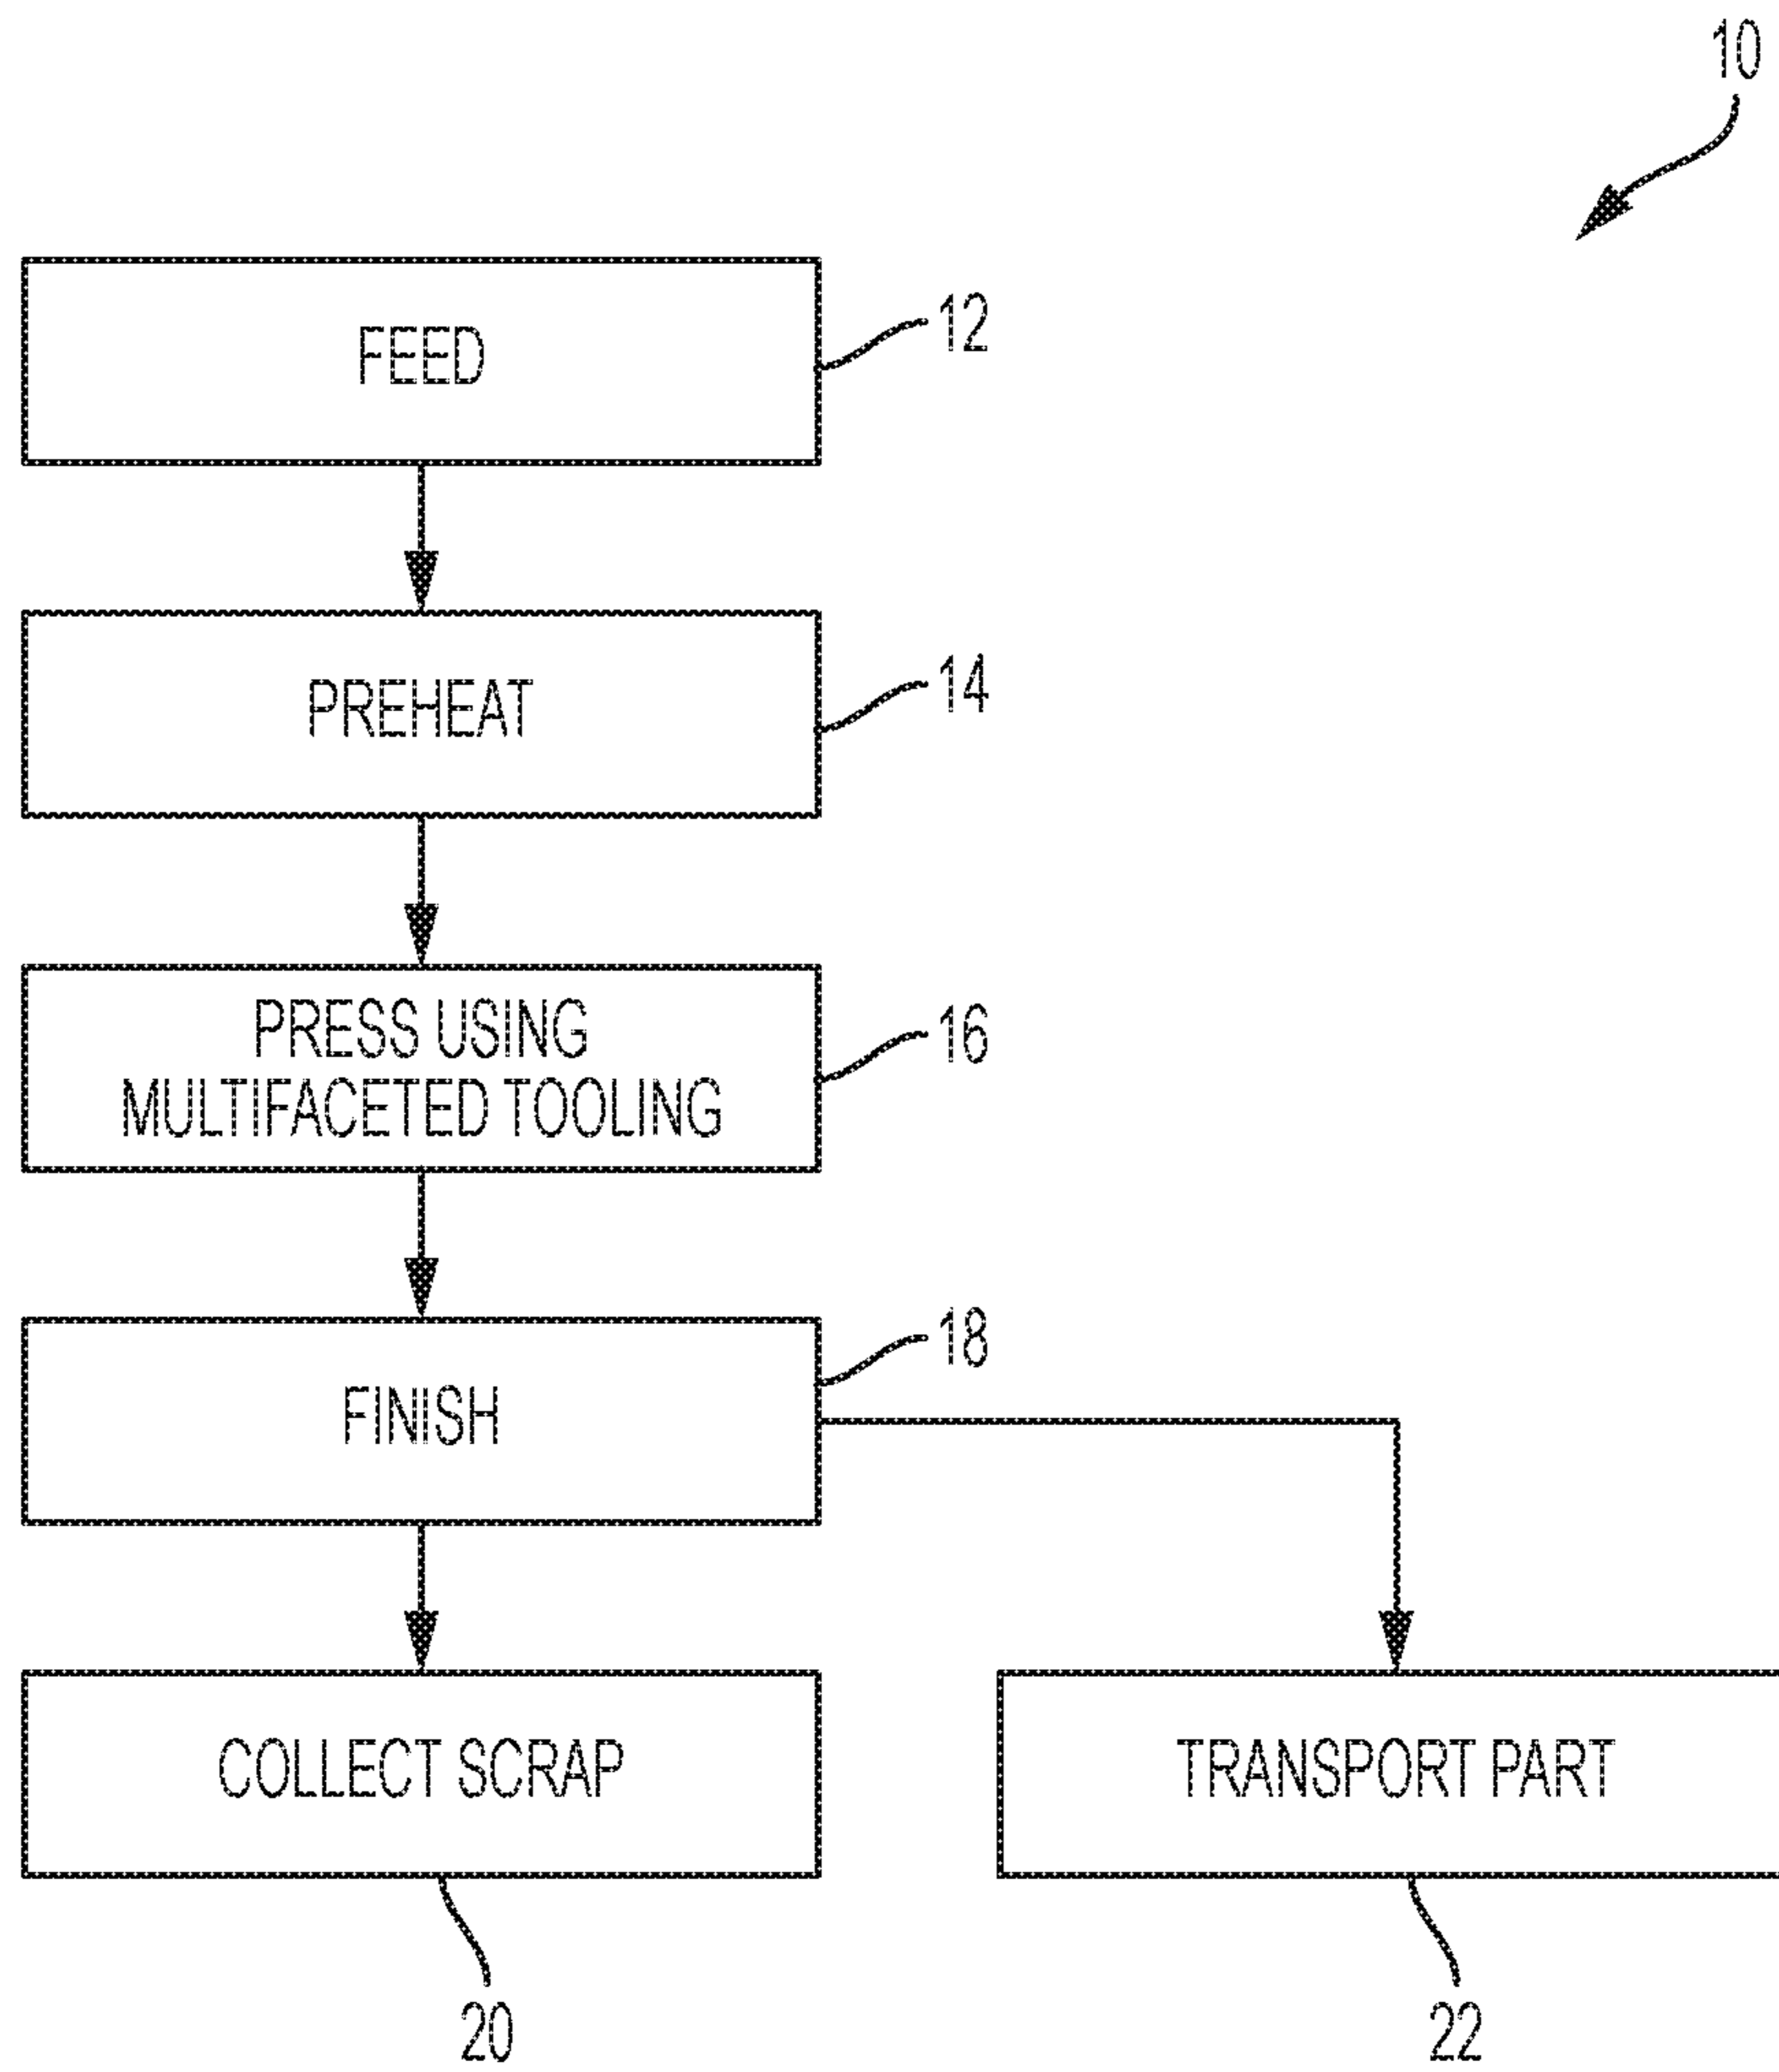 10
FEED
12
PREHEAT
14
PRESS USING
MULTIFACETED TOOLING
16
FINISH
18
COLLECT SCRAP
TRANSPORT PART
20
22